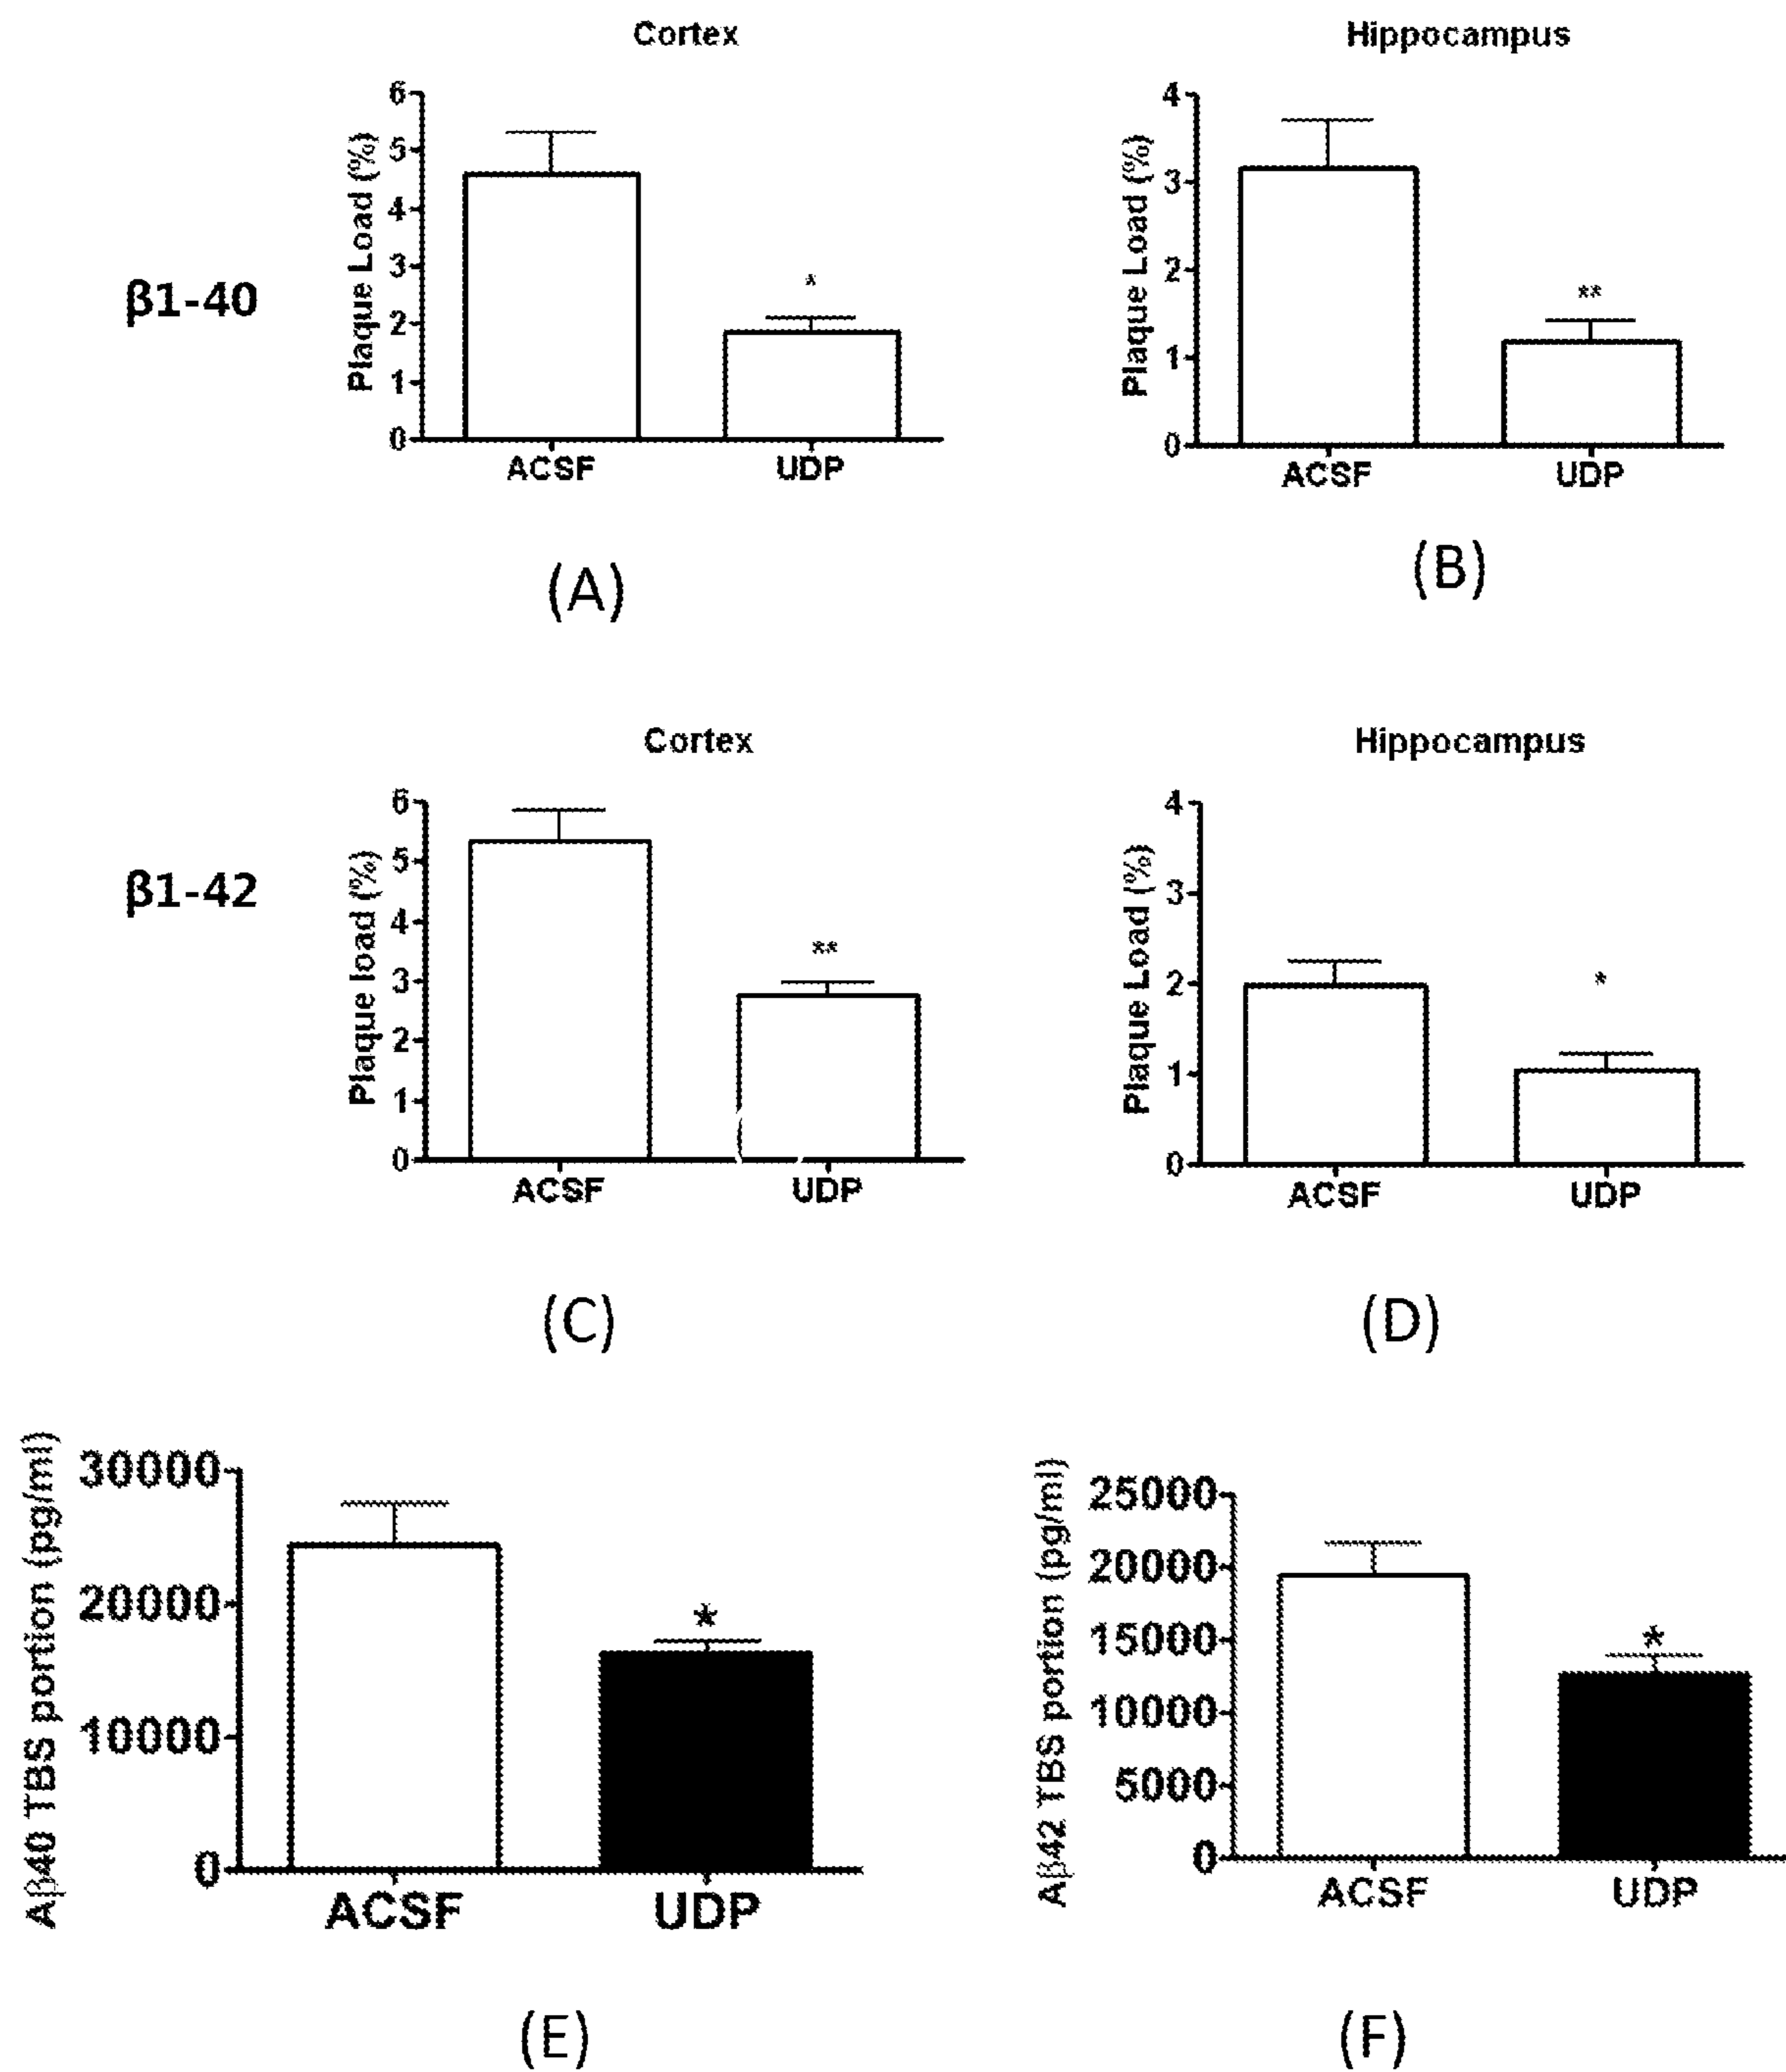 Cortex
Hippocampus
β1-40
Plaque Load (%)
6
5
4
3
2
1
0
*
ACSF
UDP
Plaque Load (%)
4
3
2
1
0
**
ACSF
UDP
(A)
(B)
Cortex
Hippocampus
β1-42
Plaque load (%)
6
5
4
3
2
1
0
**
ACSF
UDP
Plaque Load (%)
4
3
2
1
0
*
ACSF
UDP
(C)
(D)
Aβ40 TBS portion (pg/ml)
30000
20000
10000
0
*
ACSF
UDP
Aβ42 TBS portion (pg/ml)
25000
20000
15000
10000
5000
0
*
ACSF
UDP
(E)
(F)